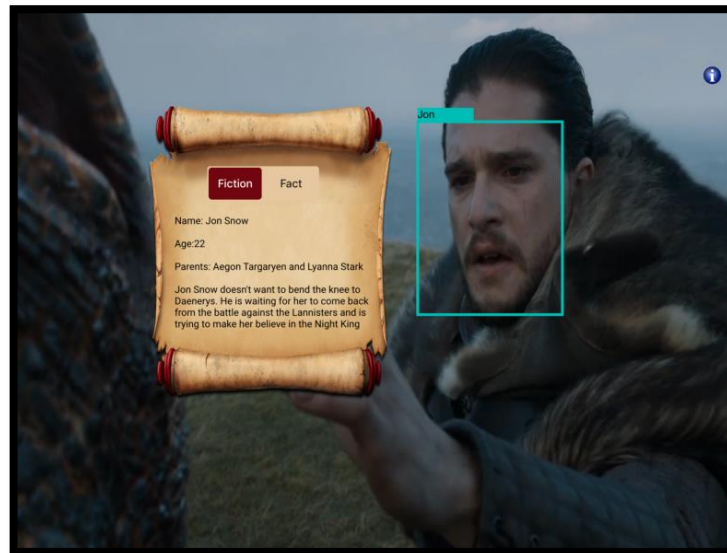 Jon
Fiction Fact
Name: Jon Snow
Age:22
Parents: Aegon Targaryen and Lyanna Stark
Jon Snow doesn't want to bend the knee to
Daenerys. He is waiting for her to come back
from the battle against the Lannisters and is
trying to make her believe in the Night King